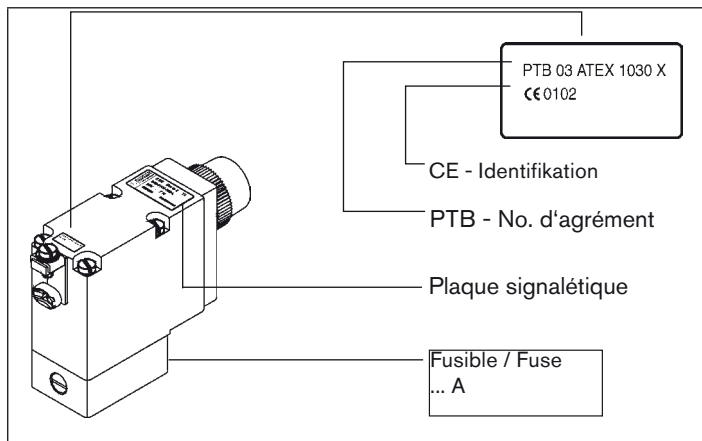 PTB 03 ATEX 1030 X
CE 0102
CE - Identifikation
PTB - No. d‘agrément
Plaque signalétique
Fusible / Fuse
... A